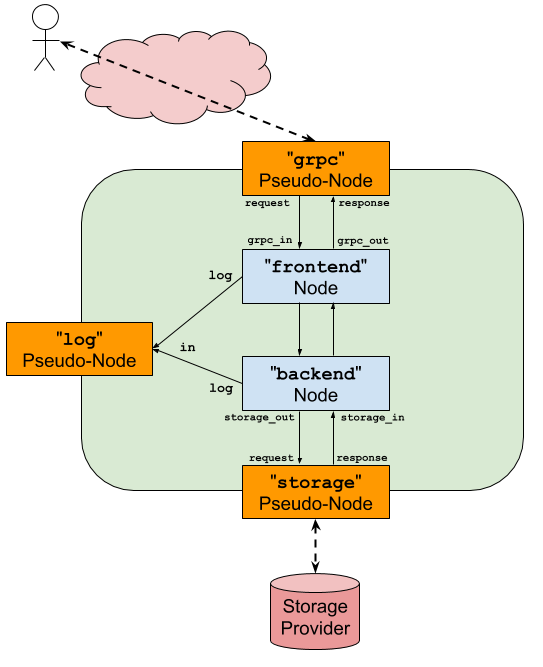 "grpc"
Pseudo-Node
request
response
grpc_in
grpc_out
"frontend"
Node
log
"log"
Pseudo-Node
in
log
"backend"
Node
storage_out
storage_in
request
response
"storage"
Pseudo-Node
Storage
Provider